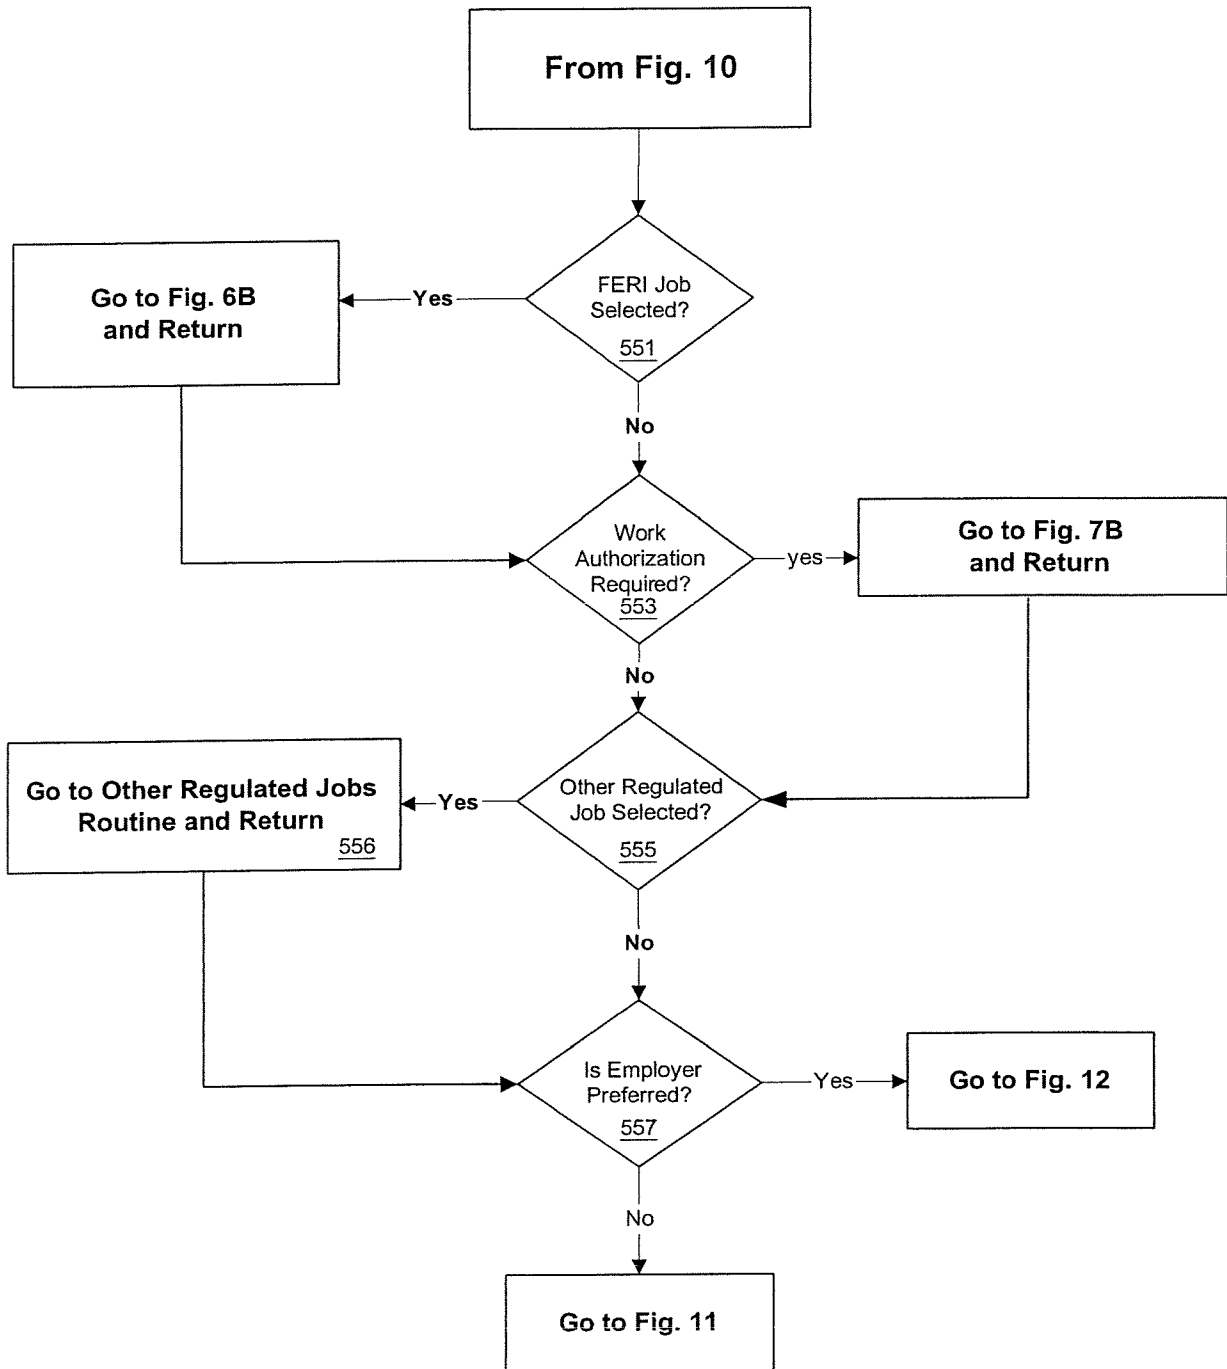 From Fig. 10
FERI Job
Selected?
551
Yes
Go to Fig. 6B
and Return
No
Work
Authorization
Required?
553
yes
Go to Fig. 7B
and Return
No
Other Regulated
Job Selected?
555
Yes
Go to Other Regulated Jobs
Routine and Return
556
No
Is Employer
Preferred?
557
Yes
Go to Fig. 12
No
Go to Fig. 11